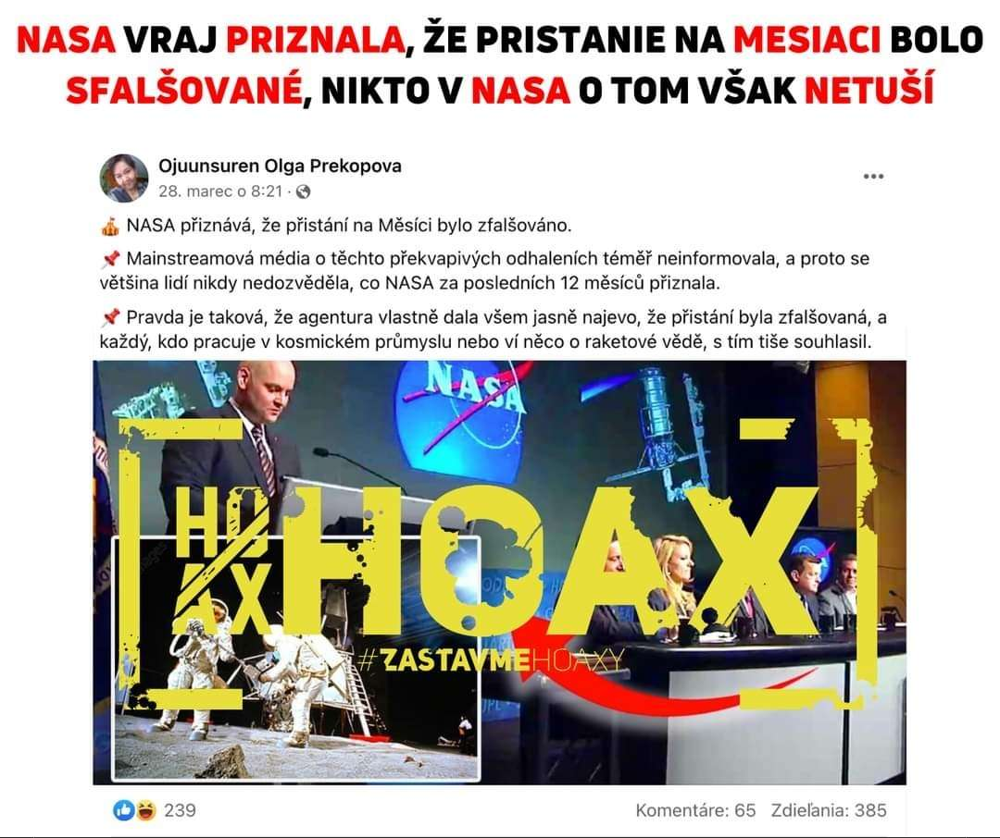 NASA VRAJ PRIZNALA, ŽE PRISTANIE NA MESIACI BOLO
SFALŠOVANÉ, NIKTO V NASA O TOM VŠAK NETUŠÍ
Ojuunsuren Olga Prekopova
28. marec o 8:21 ·
NASA přiznává, že přistání na Měsíci bylo zfalšováno.
Mainstreamová média o těchto překvapivých odhaleních téměř neinformovala, a proto se
většina lidí nikdy nedozvěděla, co NASA za posledních 12 měsíců přiznala.
Pravda je taková, že agentura vlastně dala všem jasně najevo, že přistání byla zfalšovaná, a
každý, kdo pracuje v kosmickém průmyslu nebo ví něco o raketové vědě, s tím tiše souhlasil.
NASA
HO
AX
HOAX
#ZASTAVMEHOAXY
239
Komentáre: 65 Zdieľania: 385